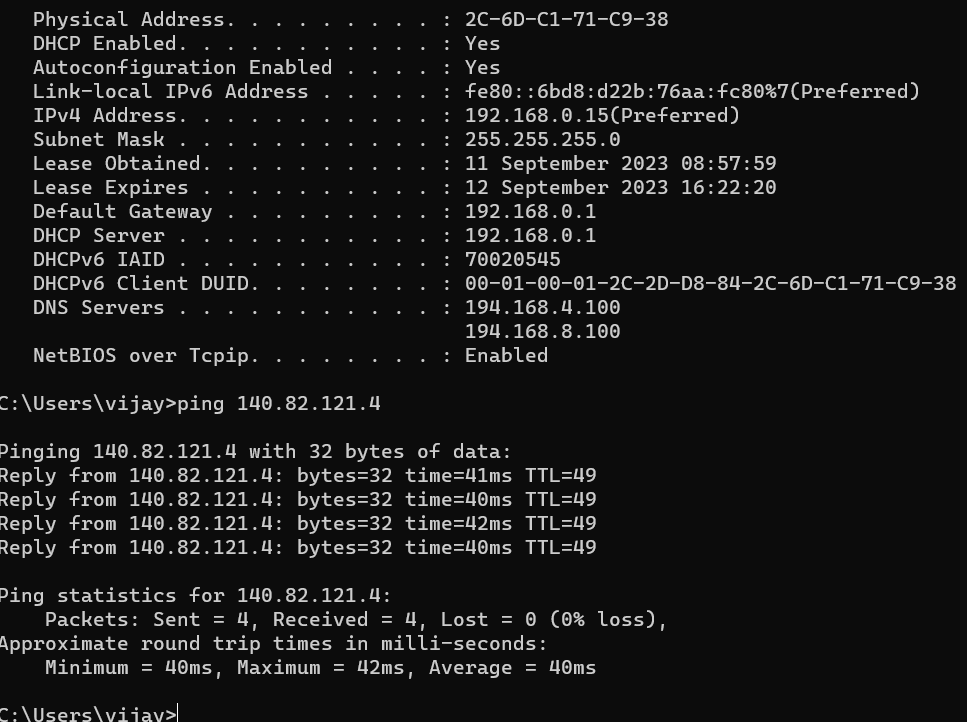 Physical Address. . . . . . . . . . . : 2C-6D-C1-71-C9-38
DHCP Enabled. . . . . . . . . . . . . : Yes
Autoconfiguration Enabled . . . . : Yes
Link-local IPv6 Address . . . . . : fe80::6bd8:d22b:76aa:fc80%7(Preferred)
IPv4 Address. . . . . . . . . . . : 192.168.0.15(Preferred)
Subnet Mask . . . . . . . . . . . : 255.255.255.0
Lease Obtained. . . . . . . . . . : 11 September 2023 08:57:59
Lease Expires . . . . . . . . . . : 12 September 2023 16:22:20
Default Gateway . . . . . . . . . : 192.168.0.1
DHCP Server . . . . . . . . . . . : 192.168.0.1
DHCPv6 IAID . . . . . . . . . . . : 70020545
DHCPv6 Client DUID. . . . . . . . : 00-01-00-01-2C-2D-D8-84-2C-6D-C1-71-C9-38
DNS Servers . . . . . . . . . . . : 194.168.4.100
194.168.8.100
NetBIOS over Tcpip. . . . . . . . : Enabled
C:\Users\vijay>ping 140.82.121.4
Pinging 140.82.121.4 with 32 bytes of data:
Reply from 140.82.121.4: bytes=32 time=41ms TTL=49
Reply from 140.82.121.4: bytes=32 time=40ms TTL=49
Reply from 140.82.121.4: bytes=32 time=42ms TTL=49
Reply from 140.82.121.4: bytes=32 time=40ms TTL=49
Ping statistics for 140.82.121.4:
Packets: Sent = 4, Received = 4, Lost = 0 (0% loss),
Approximate round trip times in milli-seconds:
Minimum = 40ms, Maximum = 42ms, Average = 40ms
C:\Users\vijay>